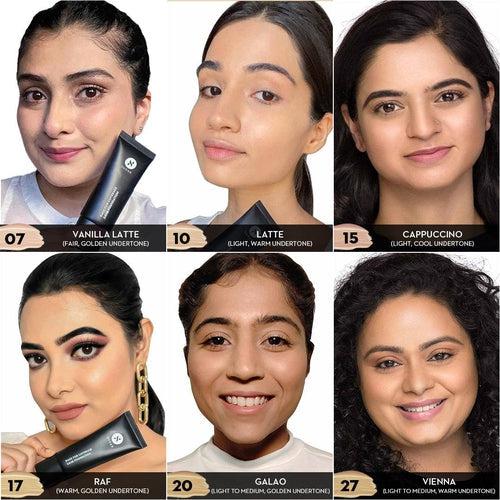 07
VANILLA LATTE
(FAIR, GOLDEN UNDERTONE)
10
LATTE
(LIGHT, WARM UNDERTONE)
15
CAPPUCCINO
(LIGHT, COOL UNDERTONE)
17
RAF
(WARM, GOLDEN UNDERTONE)
20
GALAO
(LIGHT TO MEDIUM, GOLDEN UNDERTONE)
27
VIENNA
(LIGHT TO MEDIUM, WARM UNDERTONE)